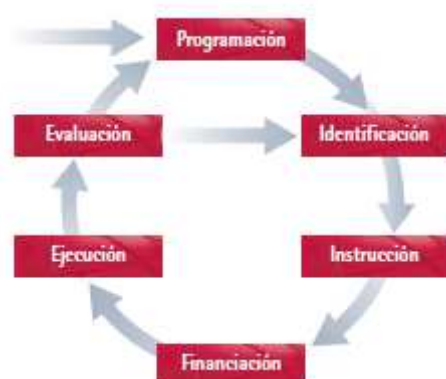 Programación
Evaluación
Identificación
Ejecución
Instrucción
Financiación